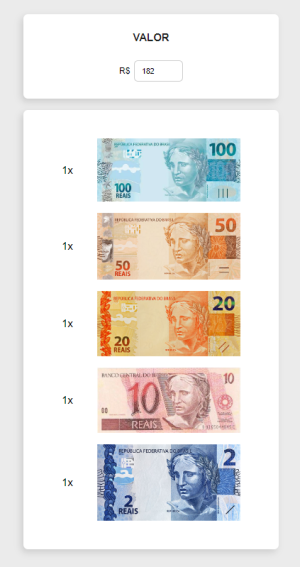 VALOR
R$ 182
1x
REPÚBLICA FEDERATIVA DO BRASIL
100
100
REAIS
1x
REPÚBLICA FEDERATIVA DO BRASIL
50
50
REAIS
1x
REPÚBLICA FEDERATIVA DO BRASIL
20
20
REAIS
1x
BANCO CENTRAL DO
10
10
REAIS
1x
REPÚBLICA FEDERATIVA DO BRASIL
2
2
REAIS